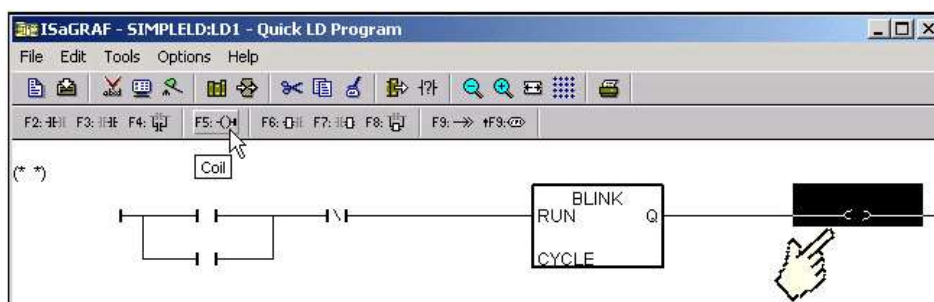 ISaGRAF - SIMPLELD:LD1 - Quick LD Program
File Edit Tools Options Help
F2: F3: F4: F5: F6: F7: F8: F9: ↑F9:
Coil
(* *)
BLINK
RUN Q
CYCLE